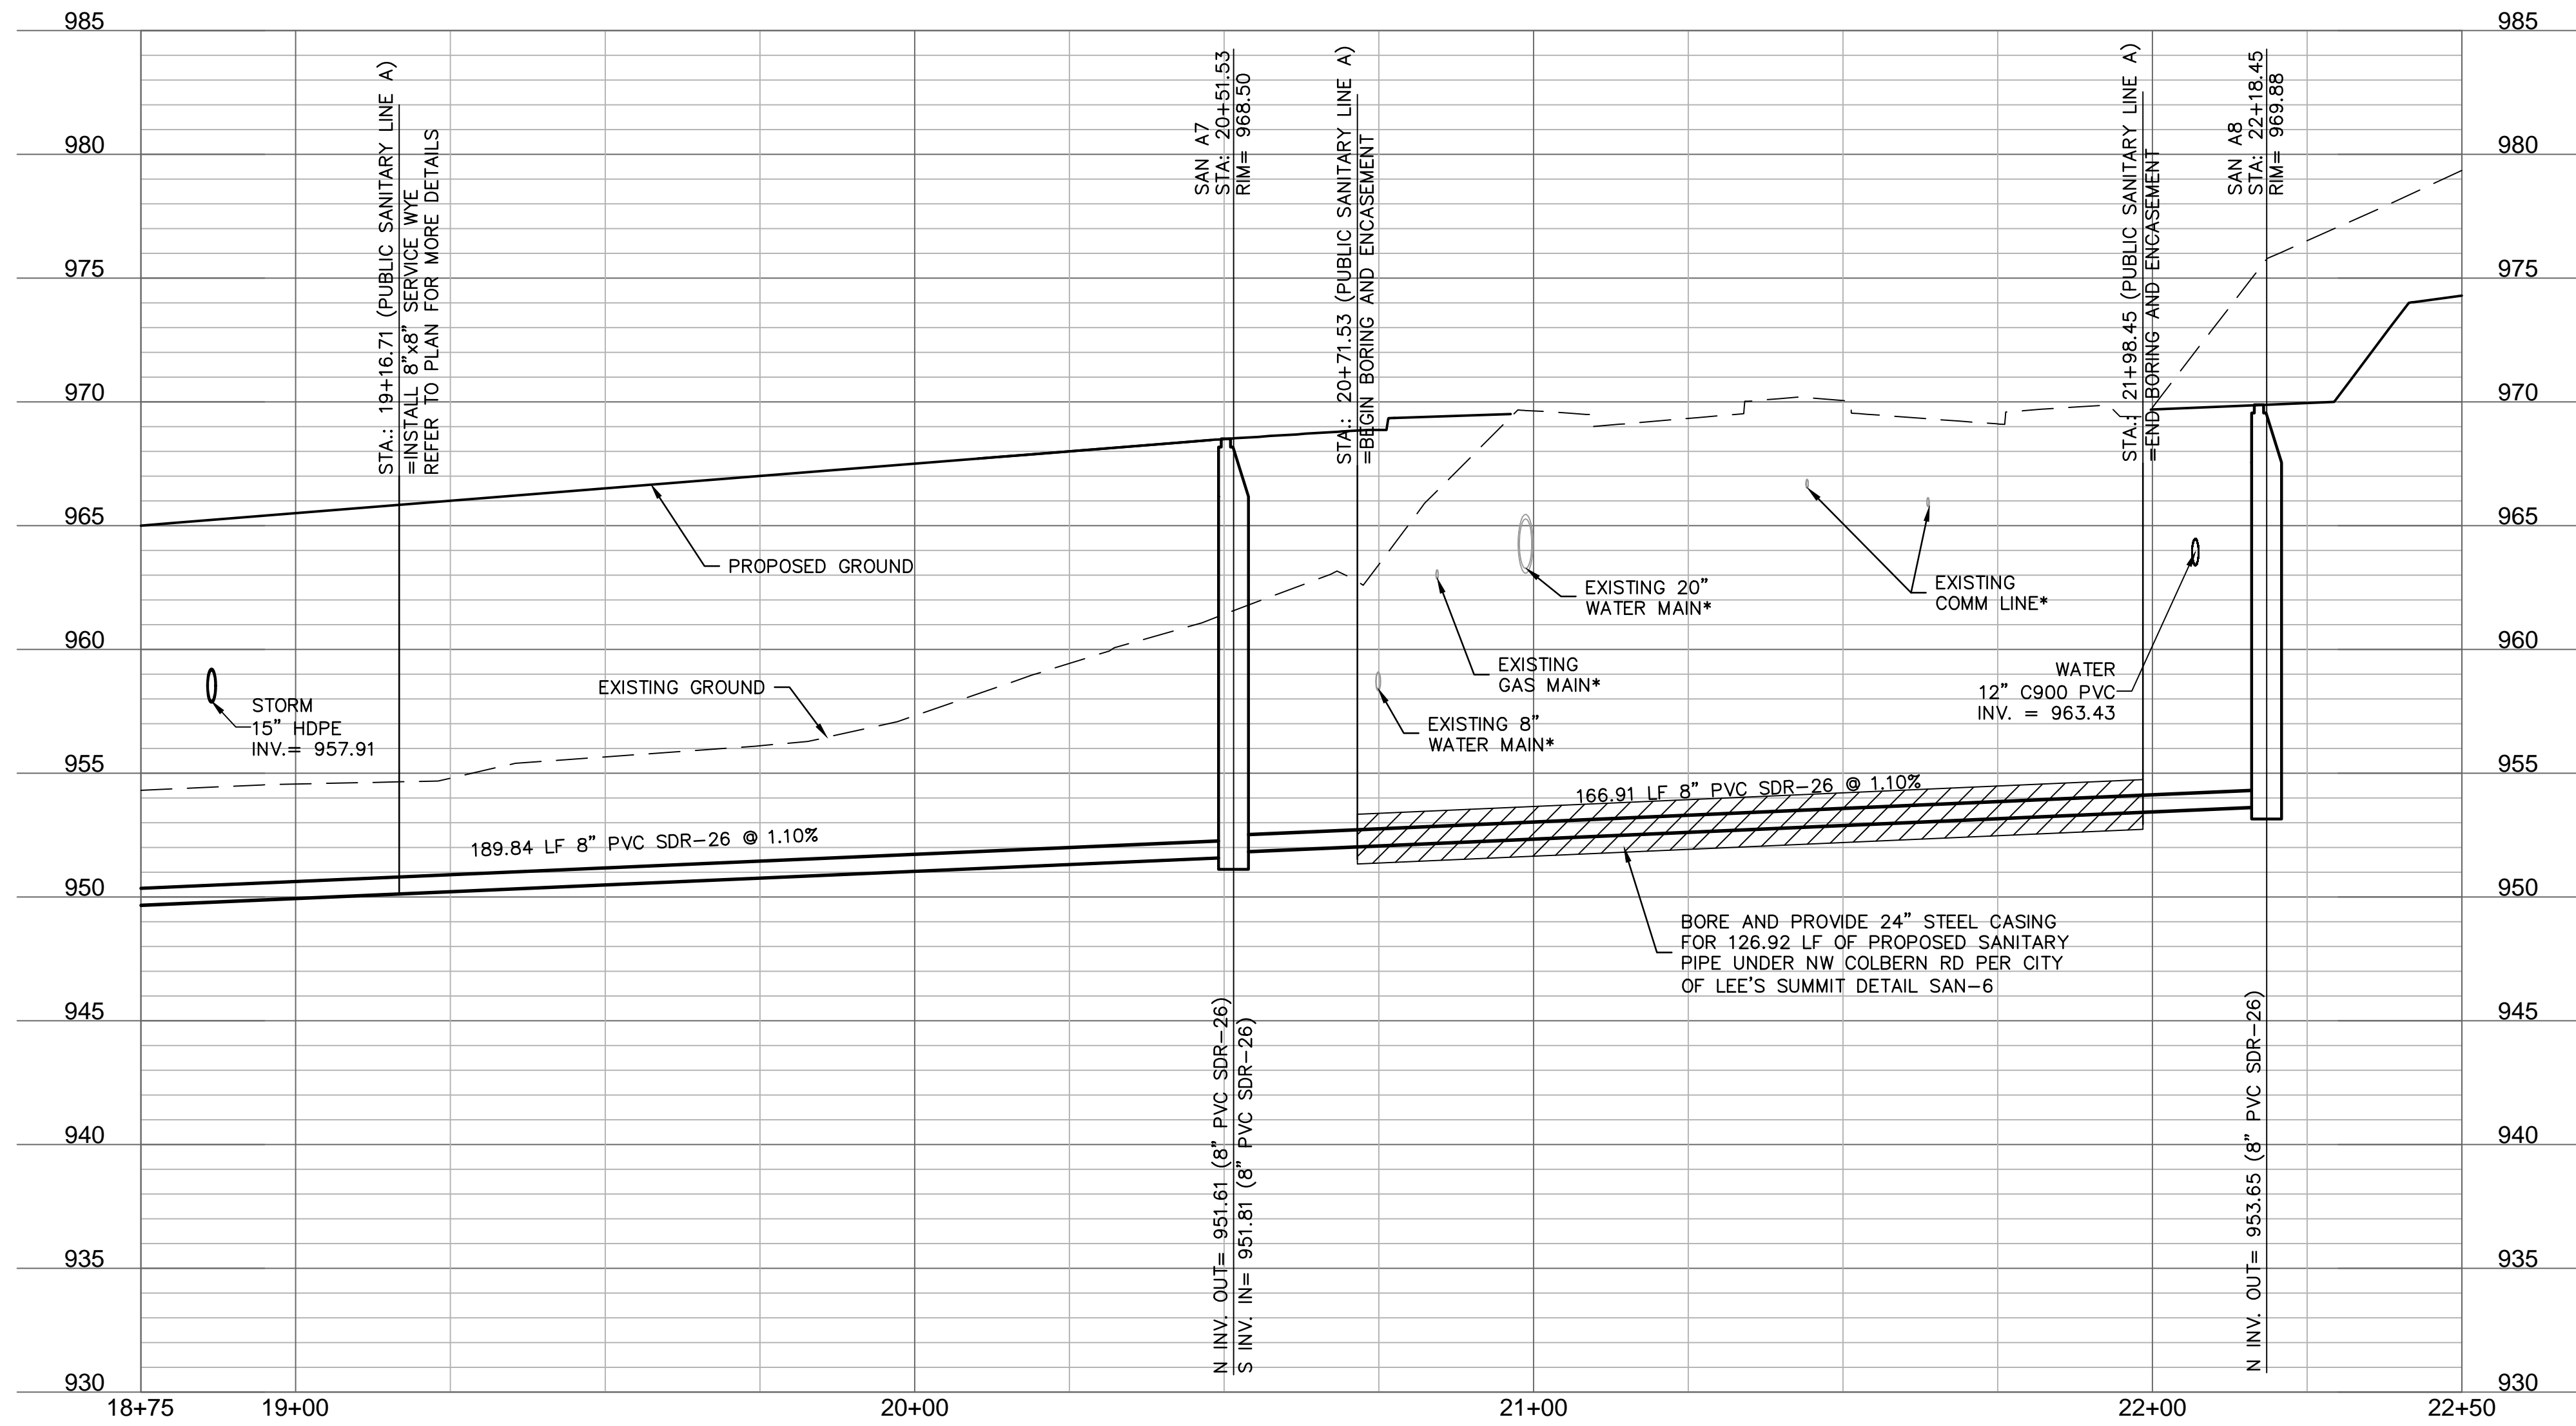 985
980
975
970
965
960
955
950
945
940
935
930
STA.: 19+16.71 (PUBLIC SANITARY LINE A)
=INSTALL 8"x8" SERVICE WYE
REFER TO PLAN FOR MORE DETAILS
SAN A7
STA: 20+51.53
RIM= 968.50
STA.: 20+71.53 (PUBLIC SANITARY LINE A)
=BEGIN BORING AND ENCASEMENT
STA.: 21+98.45 (PUBLIC SANITARY LINE A)
=END BORING AND ENCASEMENT
SAN A8
STA: 22+18.45
RIM= 969.88
PROPOSED GROUND
EXISTING GROUND
STORM
15" HDPE
INV.= 957.91
EXISTING 20"
WATER MAIN*
EXISTING
COMM LINE*
EXISTING
GAS MAIN*
EXISTING 8"
WATER MAIN*
WATER
12" C900 PVC
INV. = 963.43
189.84 LF 8" PVC SDR-26 @ 1.10%
166.91 LF 8" PVC SDR-26 @ 1.10%
BORE AND PROVIDE 24" STEEL CASING
FOR 126.92 LF OF PROPOSED SANITARY
PIPE UNDER NW COLBERN RD PER CITY
OF LEE'S SUMMIT DETAIL SAN-6
N INV. OUT= 951.61 (8" PVC SDR-26)
S INV. IN= 951.81 (8" PVC SDR-26)
N INV. OUT= 953.65 (8" PVC SDR-26)
985
980
975
970
965
960
955
950
945
940
935
930
18+75
19+00
20+00
21+00
22+00
22+50